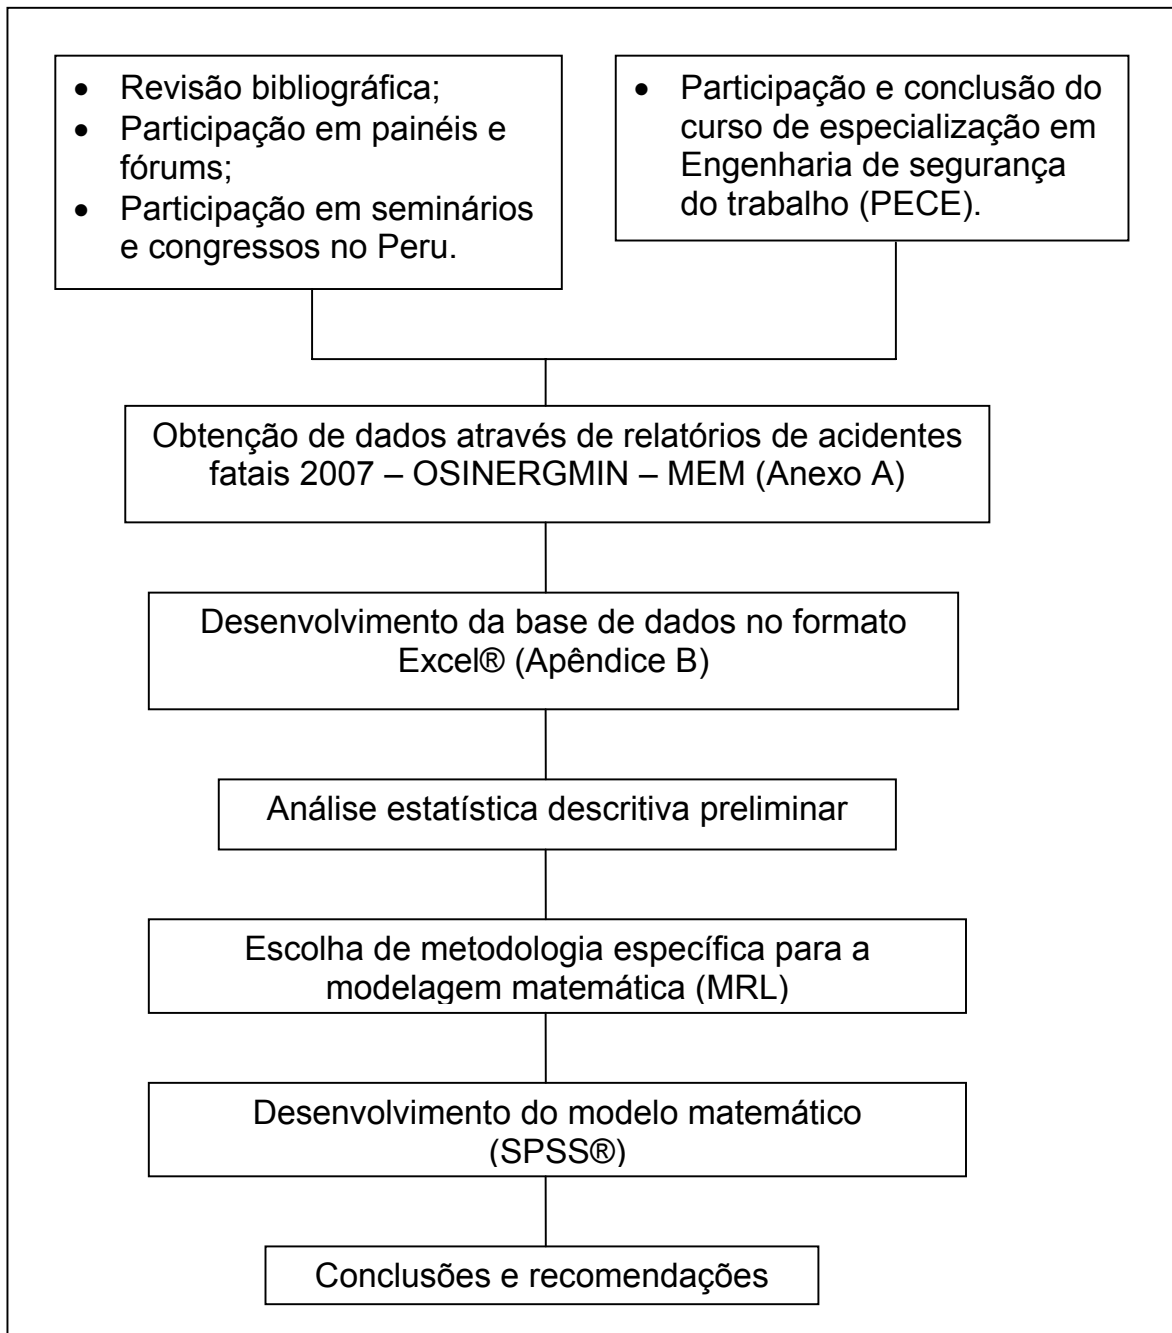 • Revisão bibliográfica;
• Participação em painéis e
fórums;
• Participação em seminários
e congressos no Peru.
• Participação e conclusão do
curso de especialização em
Engenharia de segurança
do trabalho (PECE).
Obtenção de dados através de relatórios de acidentes
fatais 2007 – OSINERGMIN – MEM (Anexo A)
Desenvolvimento da base de dados no formato
Excel® (Apêndice B)
Análise estatística descritiva preliminar
Escolha de metodologia específica para a
modelagem matemática (MRL)
Desenvolvimento do modelo matemático
(SPSS®)
Conclusões e recomendações